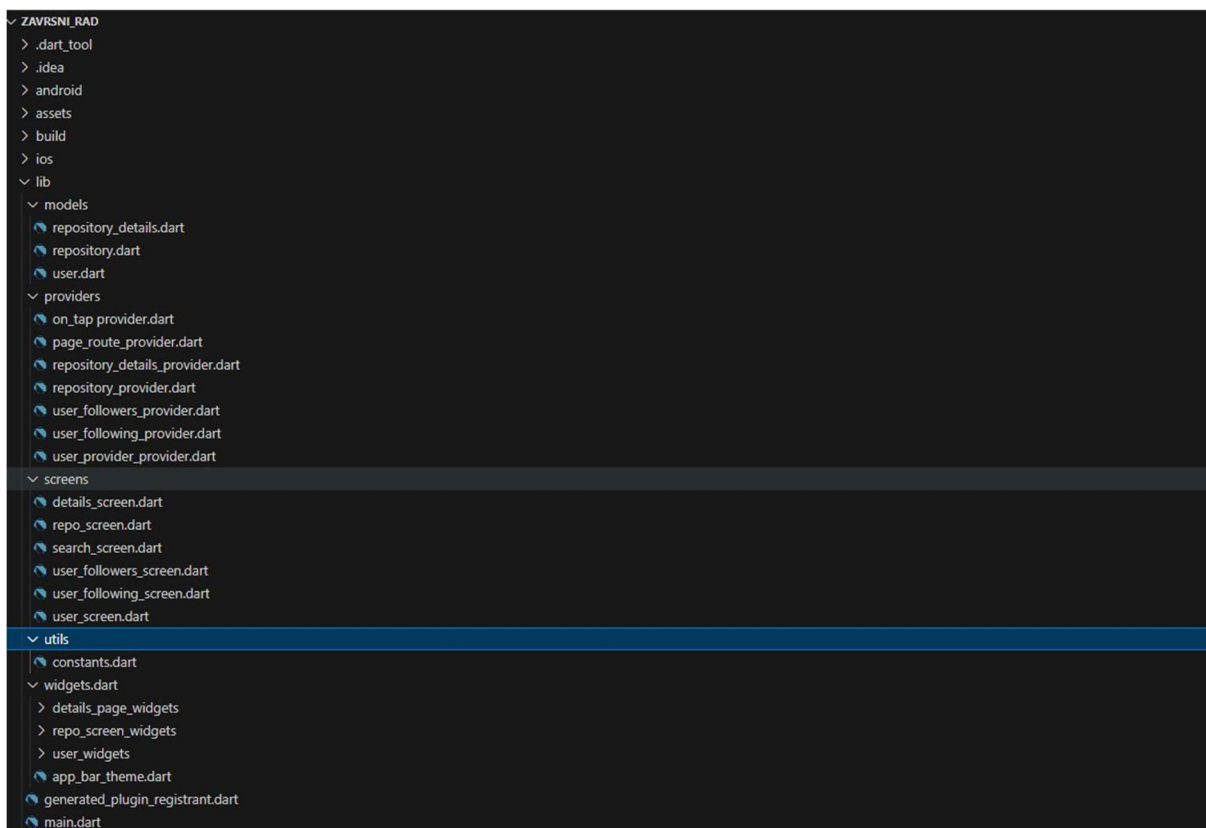 ZAVRSNI_RAD
.dart_tool
.idea
android
assets
build
ios
lib
models
repository_details.dart
repository.dart
user.dart
providers
on_tap provider.dart
page_route_provider.dart
repository_details_provider.dart
repository_provider.dart
user_followers_provider.dart
user_following_provider.dart
user_provider_provider.dart
screens
details_screen.dart
repo_screen.dart
search_screen.dart
user_followers_screen.dart
user_following_screen.dart
user_screen.dart
utils
constants.dart
widgets.dart
details_page_widgets
repo_screen_widgets
user_widgets
app_bar_theme.dart
generated_plugin_registrant.dart
main.dart